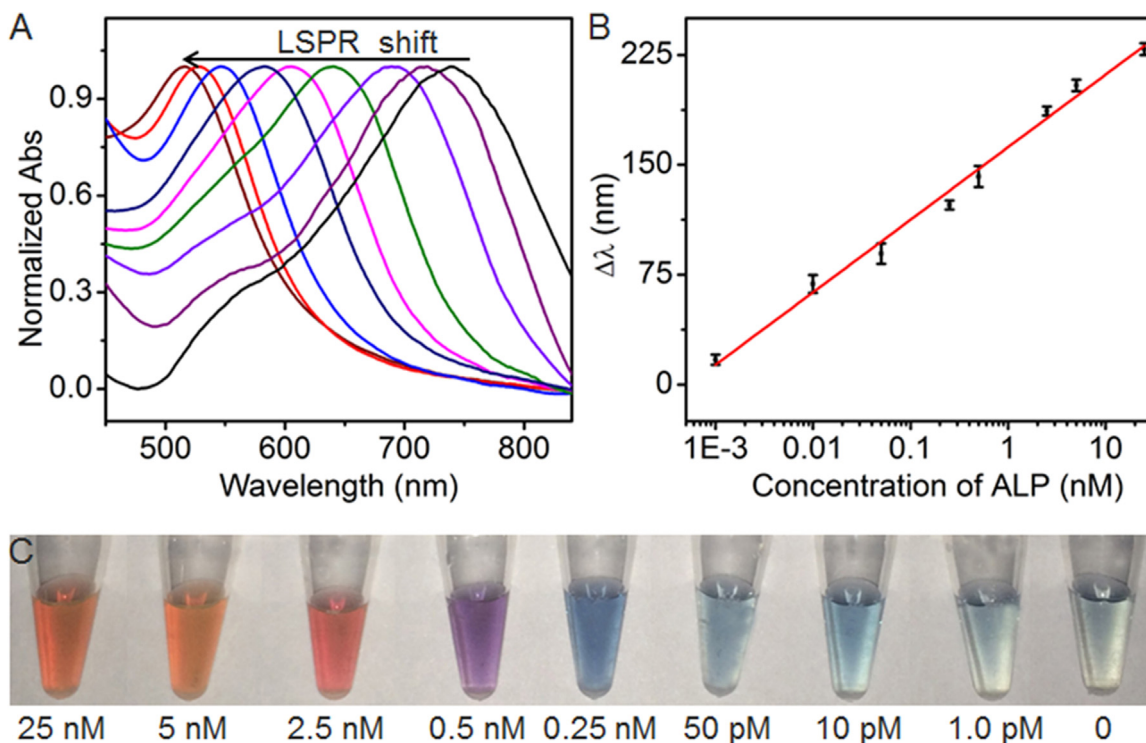 A
LSPR shift
0.9
0.6
0.3
0.0
Normalized Abs
500 600 700 800
Wavelength (nm)
B
225
150
75
0
Δλ (nm)
1E-3 0.01 0.1 1 10
Concentration of ALP (nM)
C
25 nM 5 nM 2.5 nM 0.5 nM 0.25 nM 50 pM 10 pM 1.0 pM 0